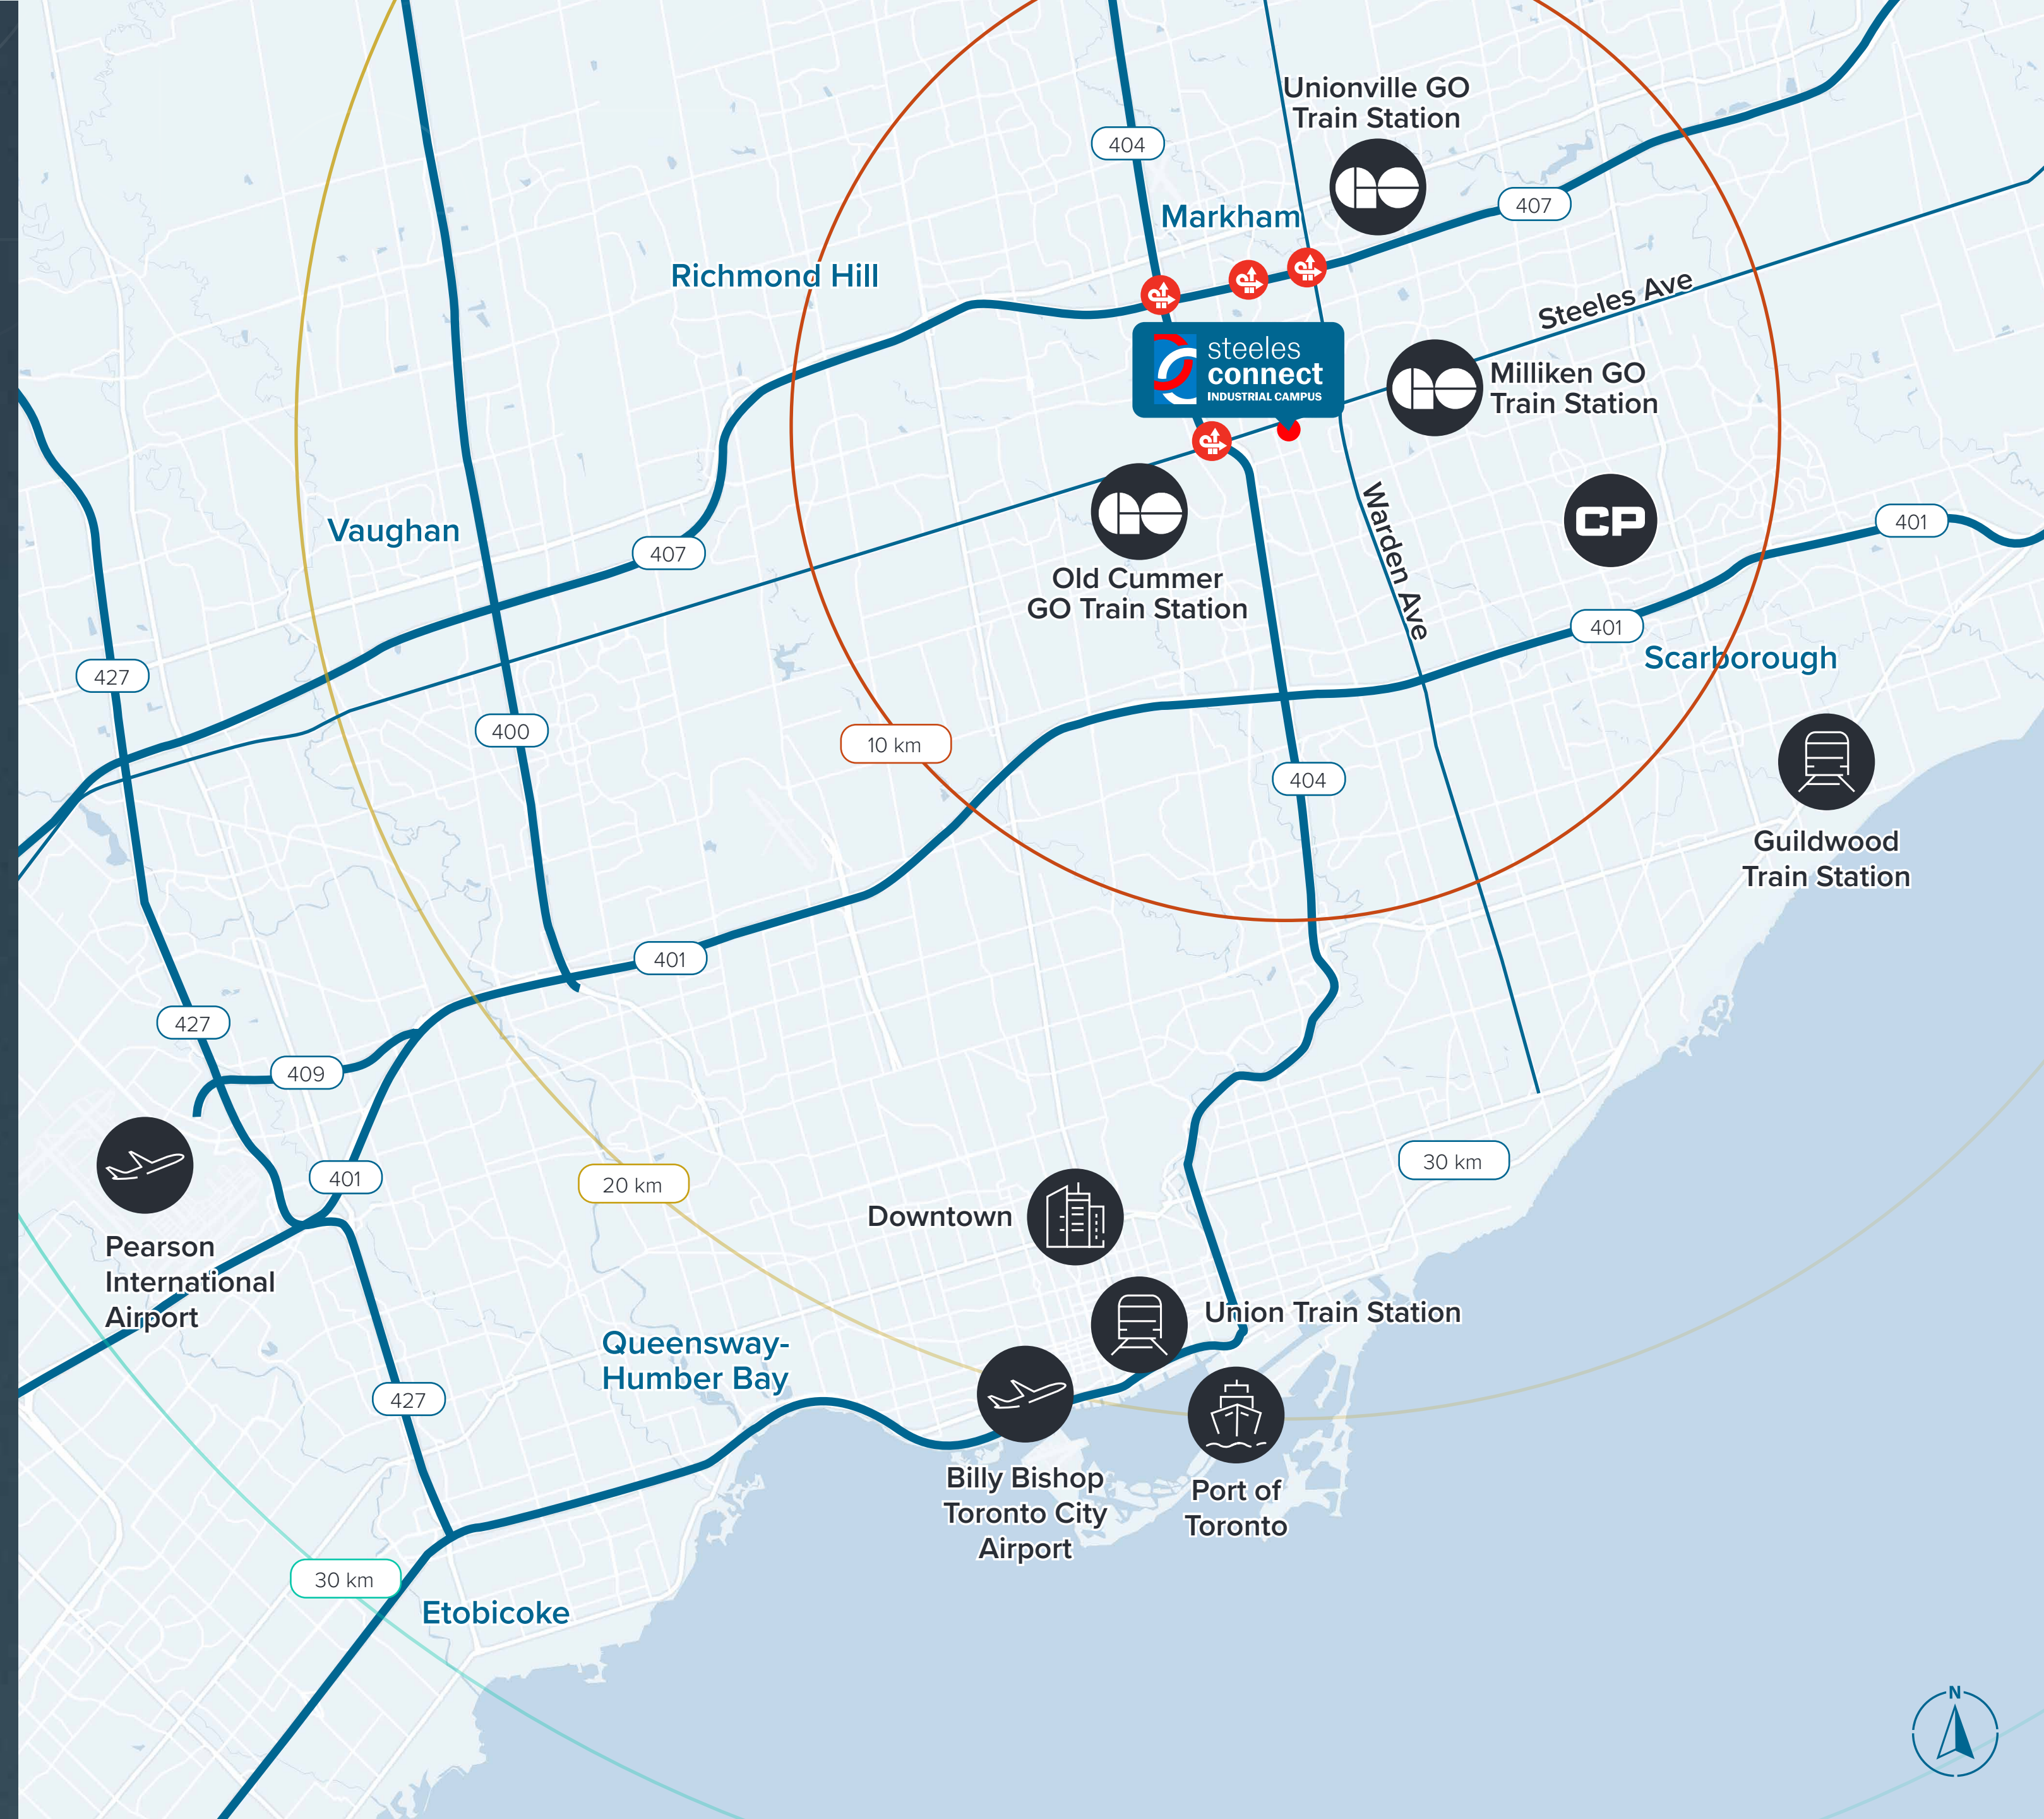 Unionville GO
Train Station
404
407
Markham
Richmond Hill
Steeles Ave
steeles
connect
INDUSTRIAL CAMPUS
Milliken GO
Train Station
Warden Ave
CP
401
Vaughan
407
Old Cummer
GO Train Station
401
Scarborough
427
400
10 km
404
Guildwood
Train Station
401
427
409
401
20 km
30 km
Downtown
Pearson
International
Airport
Union Train Station
Queensway-
Humber Bay
427
Billy Bishop
Toronto City
Airport
Port of
Toronto
30 km
Etobicoke
N